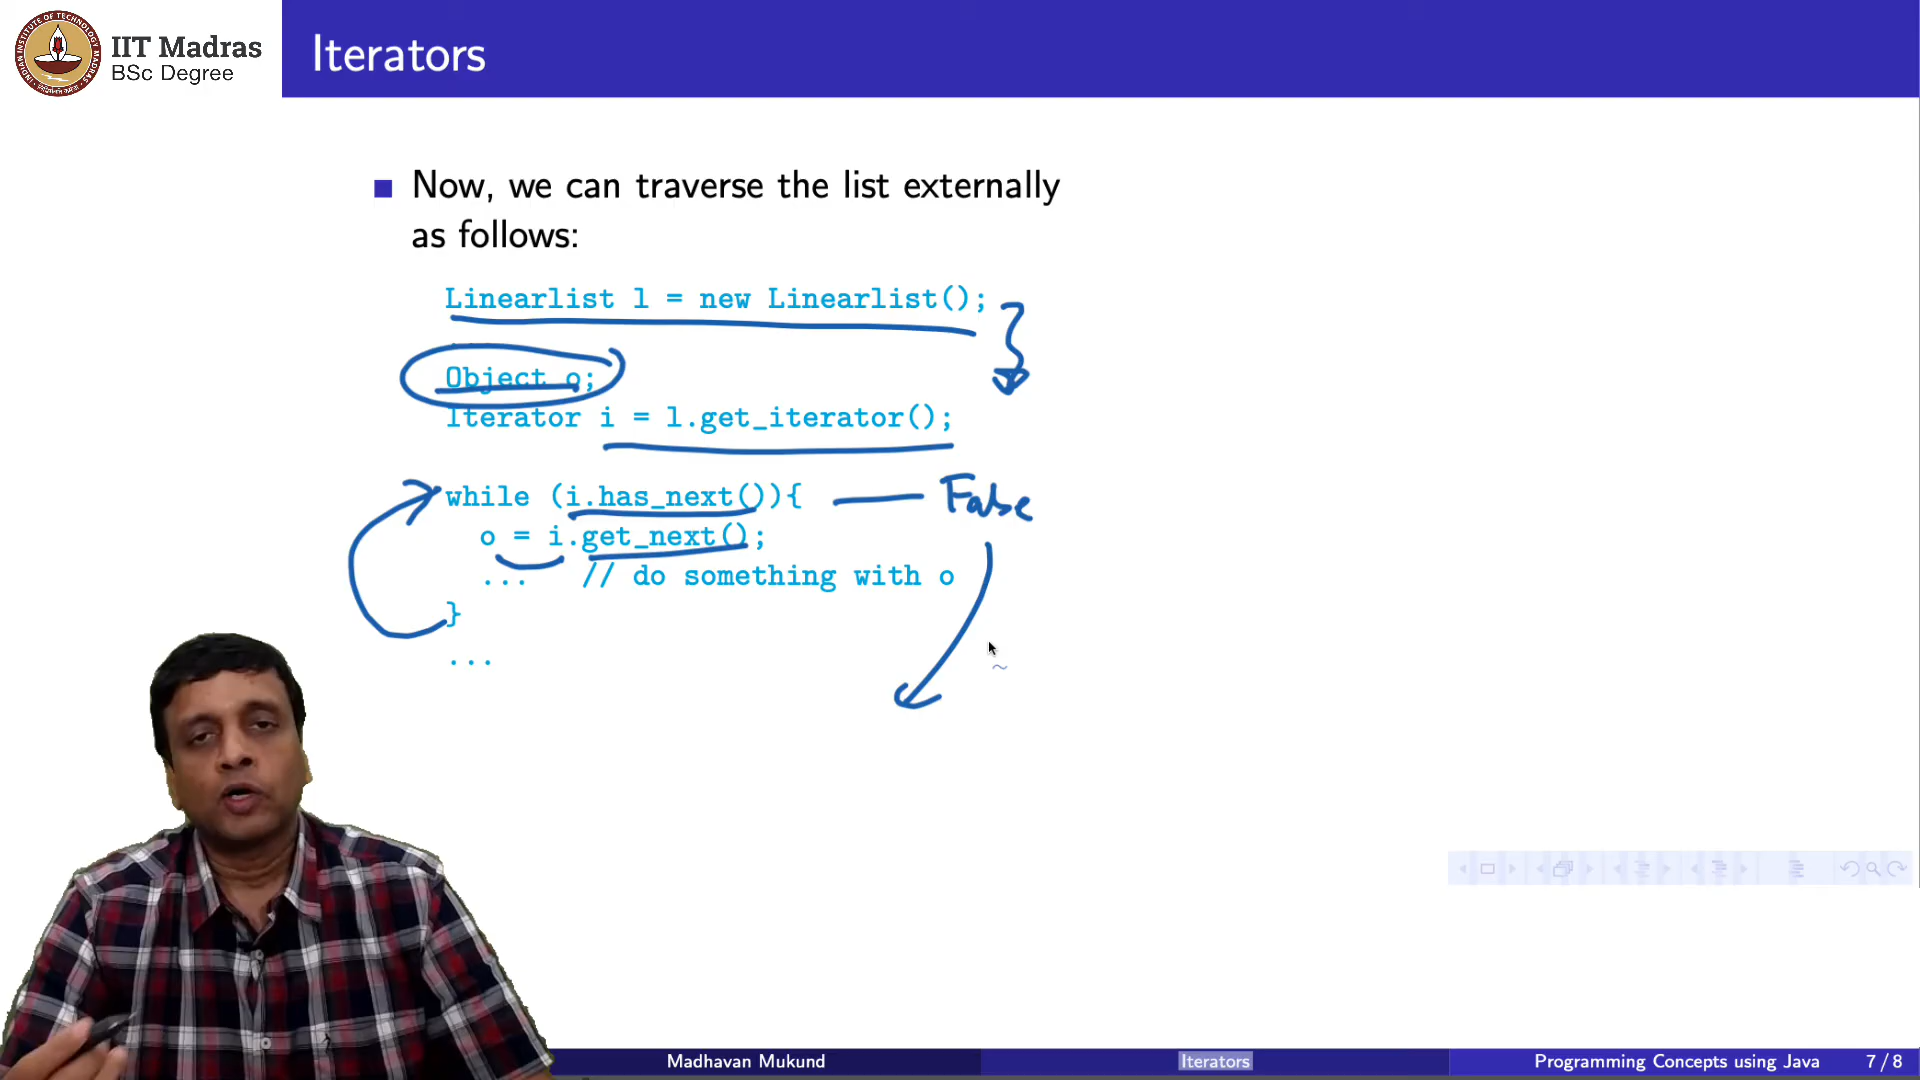 IIT Madras
BSc Degree
Iterators
Now, we can traverse the list externally
as follows:
Linearlist l = new Linearlist();
Object o;
Iterator i = l.get_iterator();
while (i.has_next()){
False
o = i.get_next();
... // do something with o
}
...
Madhavan Mukund
Iterators
Programming Concepts using Java
7 / 8